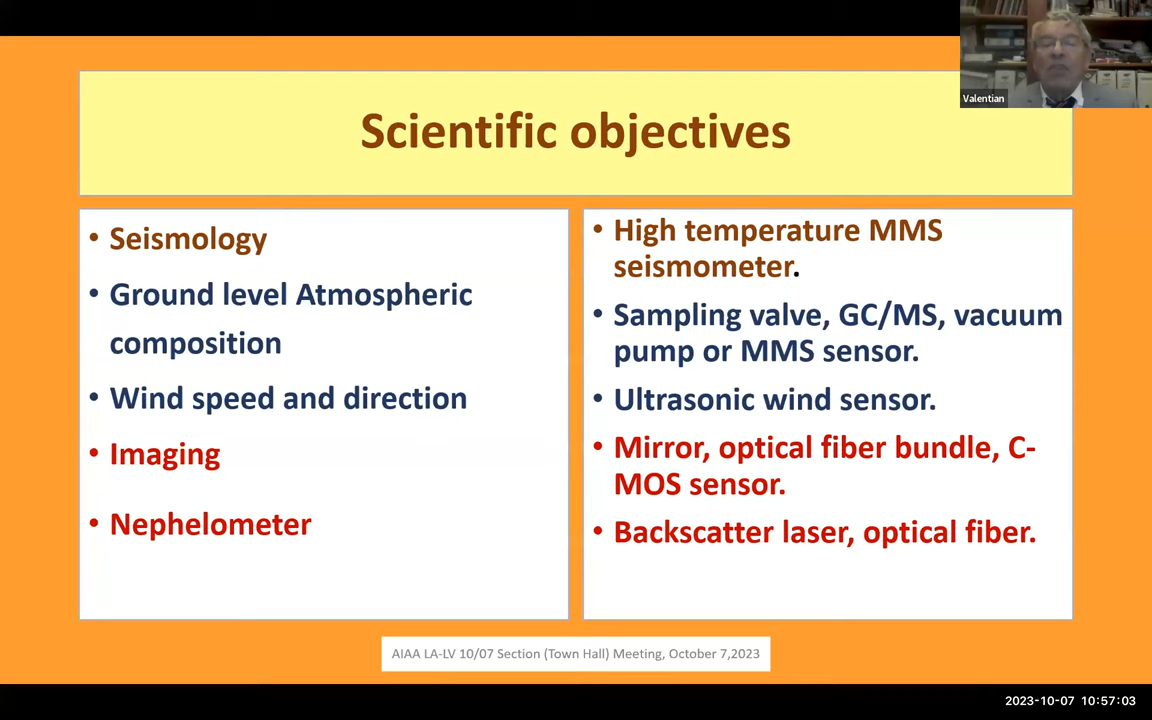 Valentian
Scientific objectives
• Seismology
• Ground level Atmospheric
composition
• Wind speed and direction
• Imaging
• Nephelometer
• High temperature MMS
seismometer.
• Sampling valve, GC/MS, vacuum
pump or MMS sensor.
• Ultrasonic wind sensor.
• Mirror, optical fiber bundle, C-
MOS sensor.
• Backscatter laser, optical fiber.
AIAA LA-LV 10/07 Section (Town Hall) Meeting, October 7,2023
2023-10-07 10:57:03